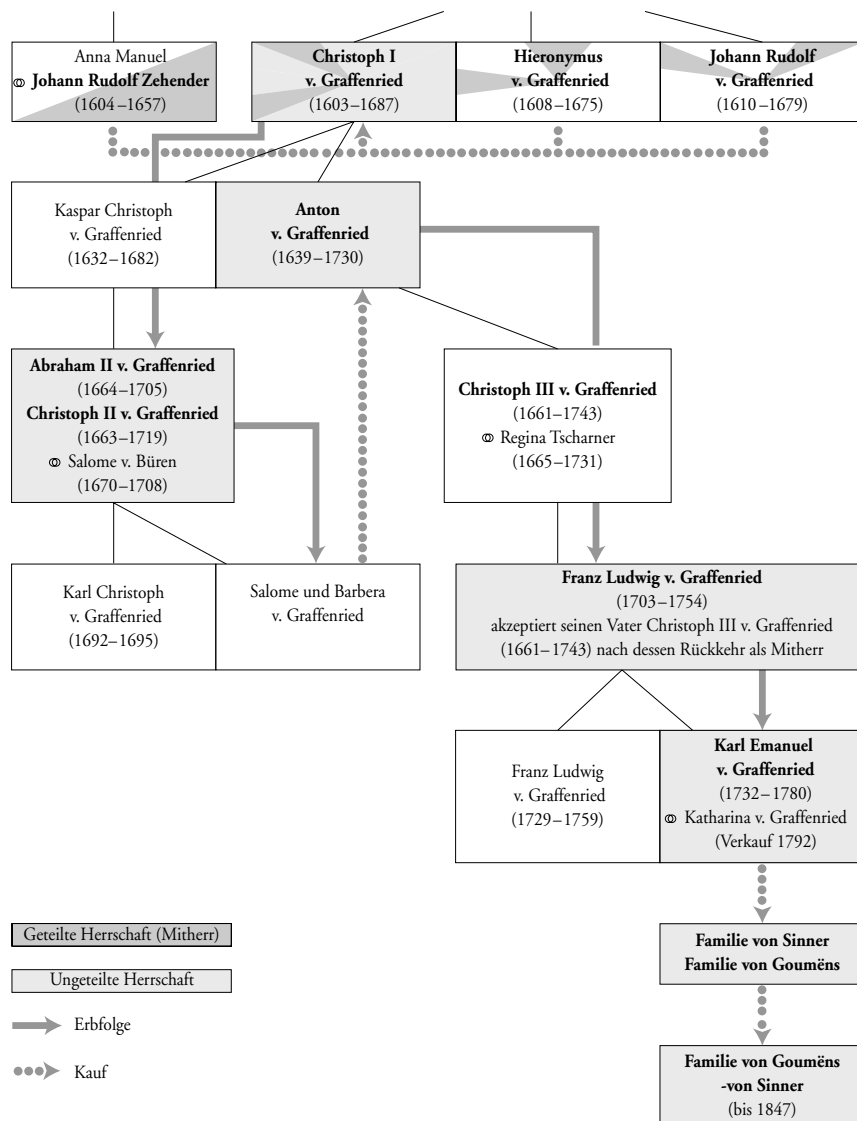 Anna Manuel
⚭ Johann Rudolf Zehender
(1604–1657)
Christoph I
v. Graffenried
(1603–1687)
Hieronymus
v. Graffenried
(1608–1675)
Johann Rudolf
v. Graffenried
(1610–1679)
Kaspar Christoph
v. Graffenried
(1632–1682)
Anton
v. Graffenried
(1639–1730)
Abraham II v. Graffenried
(1664–1705)
Christoph II v. Graffenried
(1663–1719)
⚭ Salome v. Büren
(1670–1708)
Christoph III v. Graffenried
(1661–1743)
⚭ Regina Tscharner
(1665–1731)
Karl Christoph
v. Graffenried
(1692–1695)
Salome und Barbera
v. Graffenried
Franz Ludwig v. Graffenried
(1703–1754)
akzeptiert seinen Vater Christoph III v. Graffenried
(1661–1743) nach dessen Rückkehr als Mitherr
Franz Ludwig
v. Graffenried
(1729–1759)
Karl Emanuel
v. Graffenried
(1732–1780)
⚭ Katharina v. Graffenried
(Verkauf 1792)
Familie von Sinner
Familie von Goumëns
Familie von Goumëns
-von Sinner
(bis 1847)
Geteilte Herrschaft (Mitherr)
Ungeteilte Herrschaft
Erbfolge
Kauf